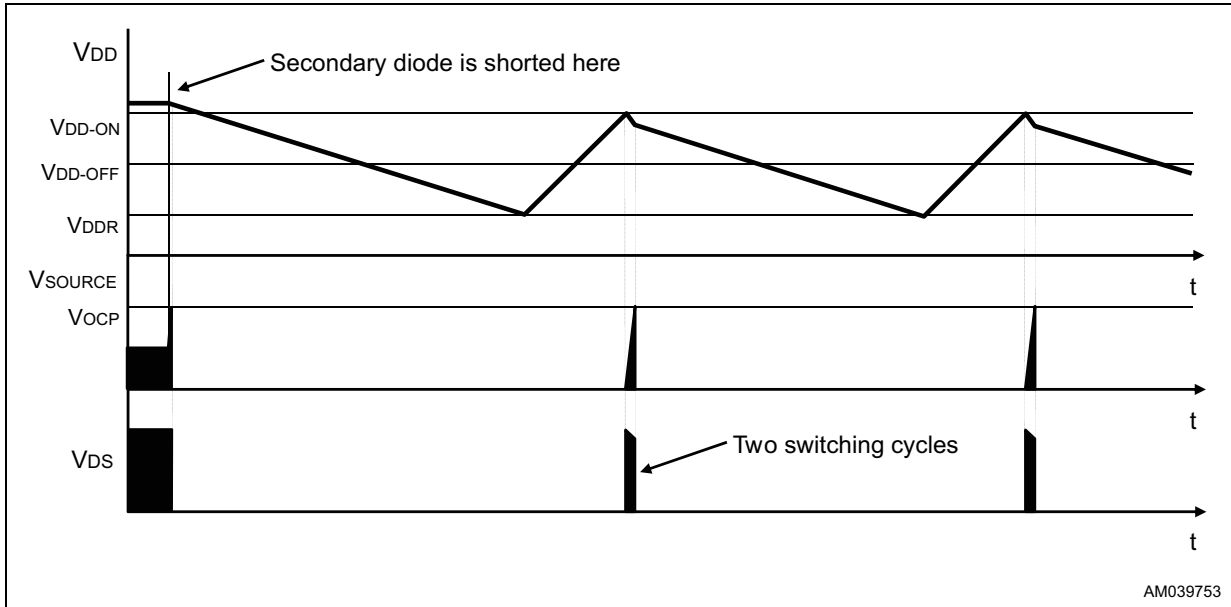 VDD
Secondary diode is shorted here
VDD-ON
VDD-OFF
VDDR
VSOURCE
t
VOCP
t
VDS
Two switching cycles
t
AM039753